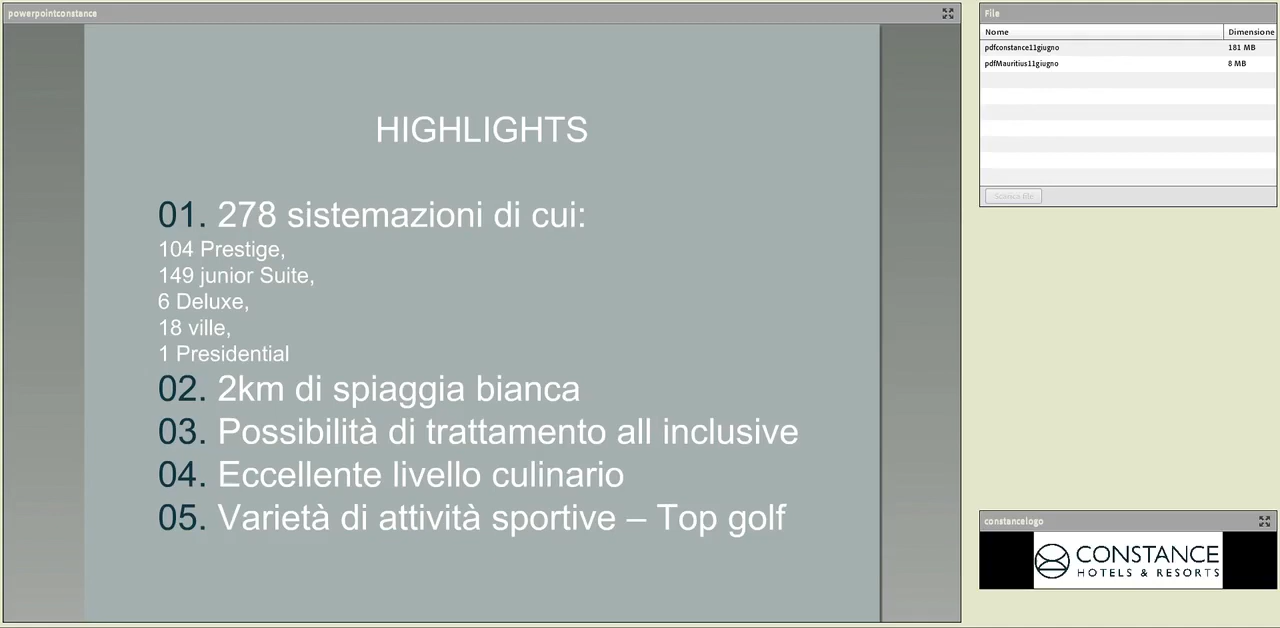 powerpointconstance
HIGHLIGHTS
01. 278 sistemazioni di cui:
104 Prestige,
149 junior Suite,
6 Deluxe,
18 ville,
1 Presidential
02. 2km di spiaggia bianca
03. Possibilità di trattamento all inclusive
04. Eccellente livello culinario
05. Varietà di attività sportive – Top golf
File
Nome Dimensione
pdfconstance11giugno 181 MB
pdfMauritius11giugno 8 MB
Scarica file
constancelogo
CONSTANCE
HOTELS & RESORTS